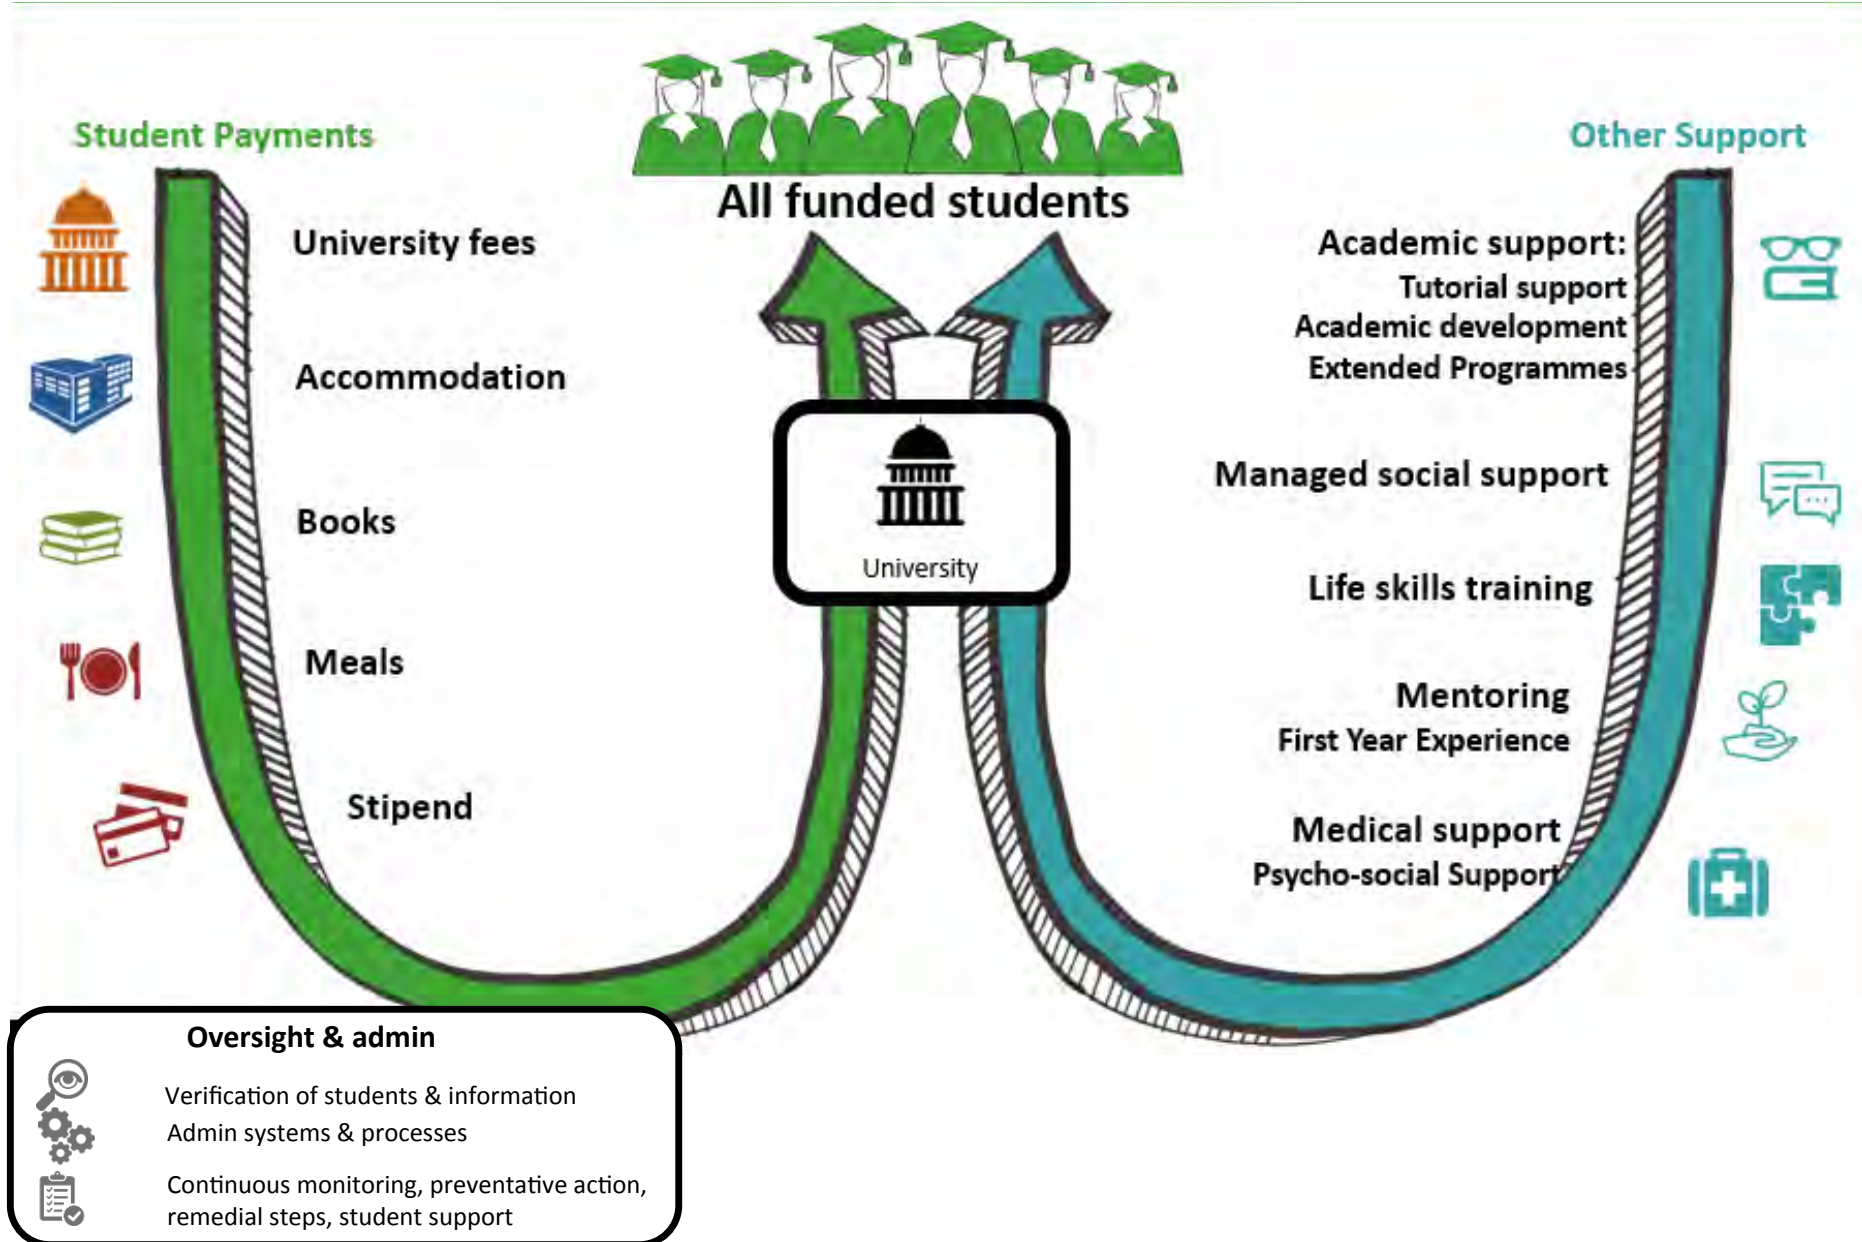 Student Payments
University fees
Accommodation
Books
Meals
Stipend
All funded students
University
Other Support
Academic support:
Tutorial support
Academic development
Extended Programmes
Managed social support
Life skills training
Mentoring
First Year Experience
Medical support
Psycho-social Support
Oversight & admin
Verification of students & information
Admin systems & processes
Continuous monitoring, preventative action,
remedial steps, student support